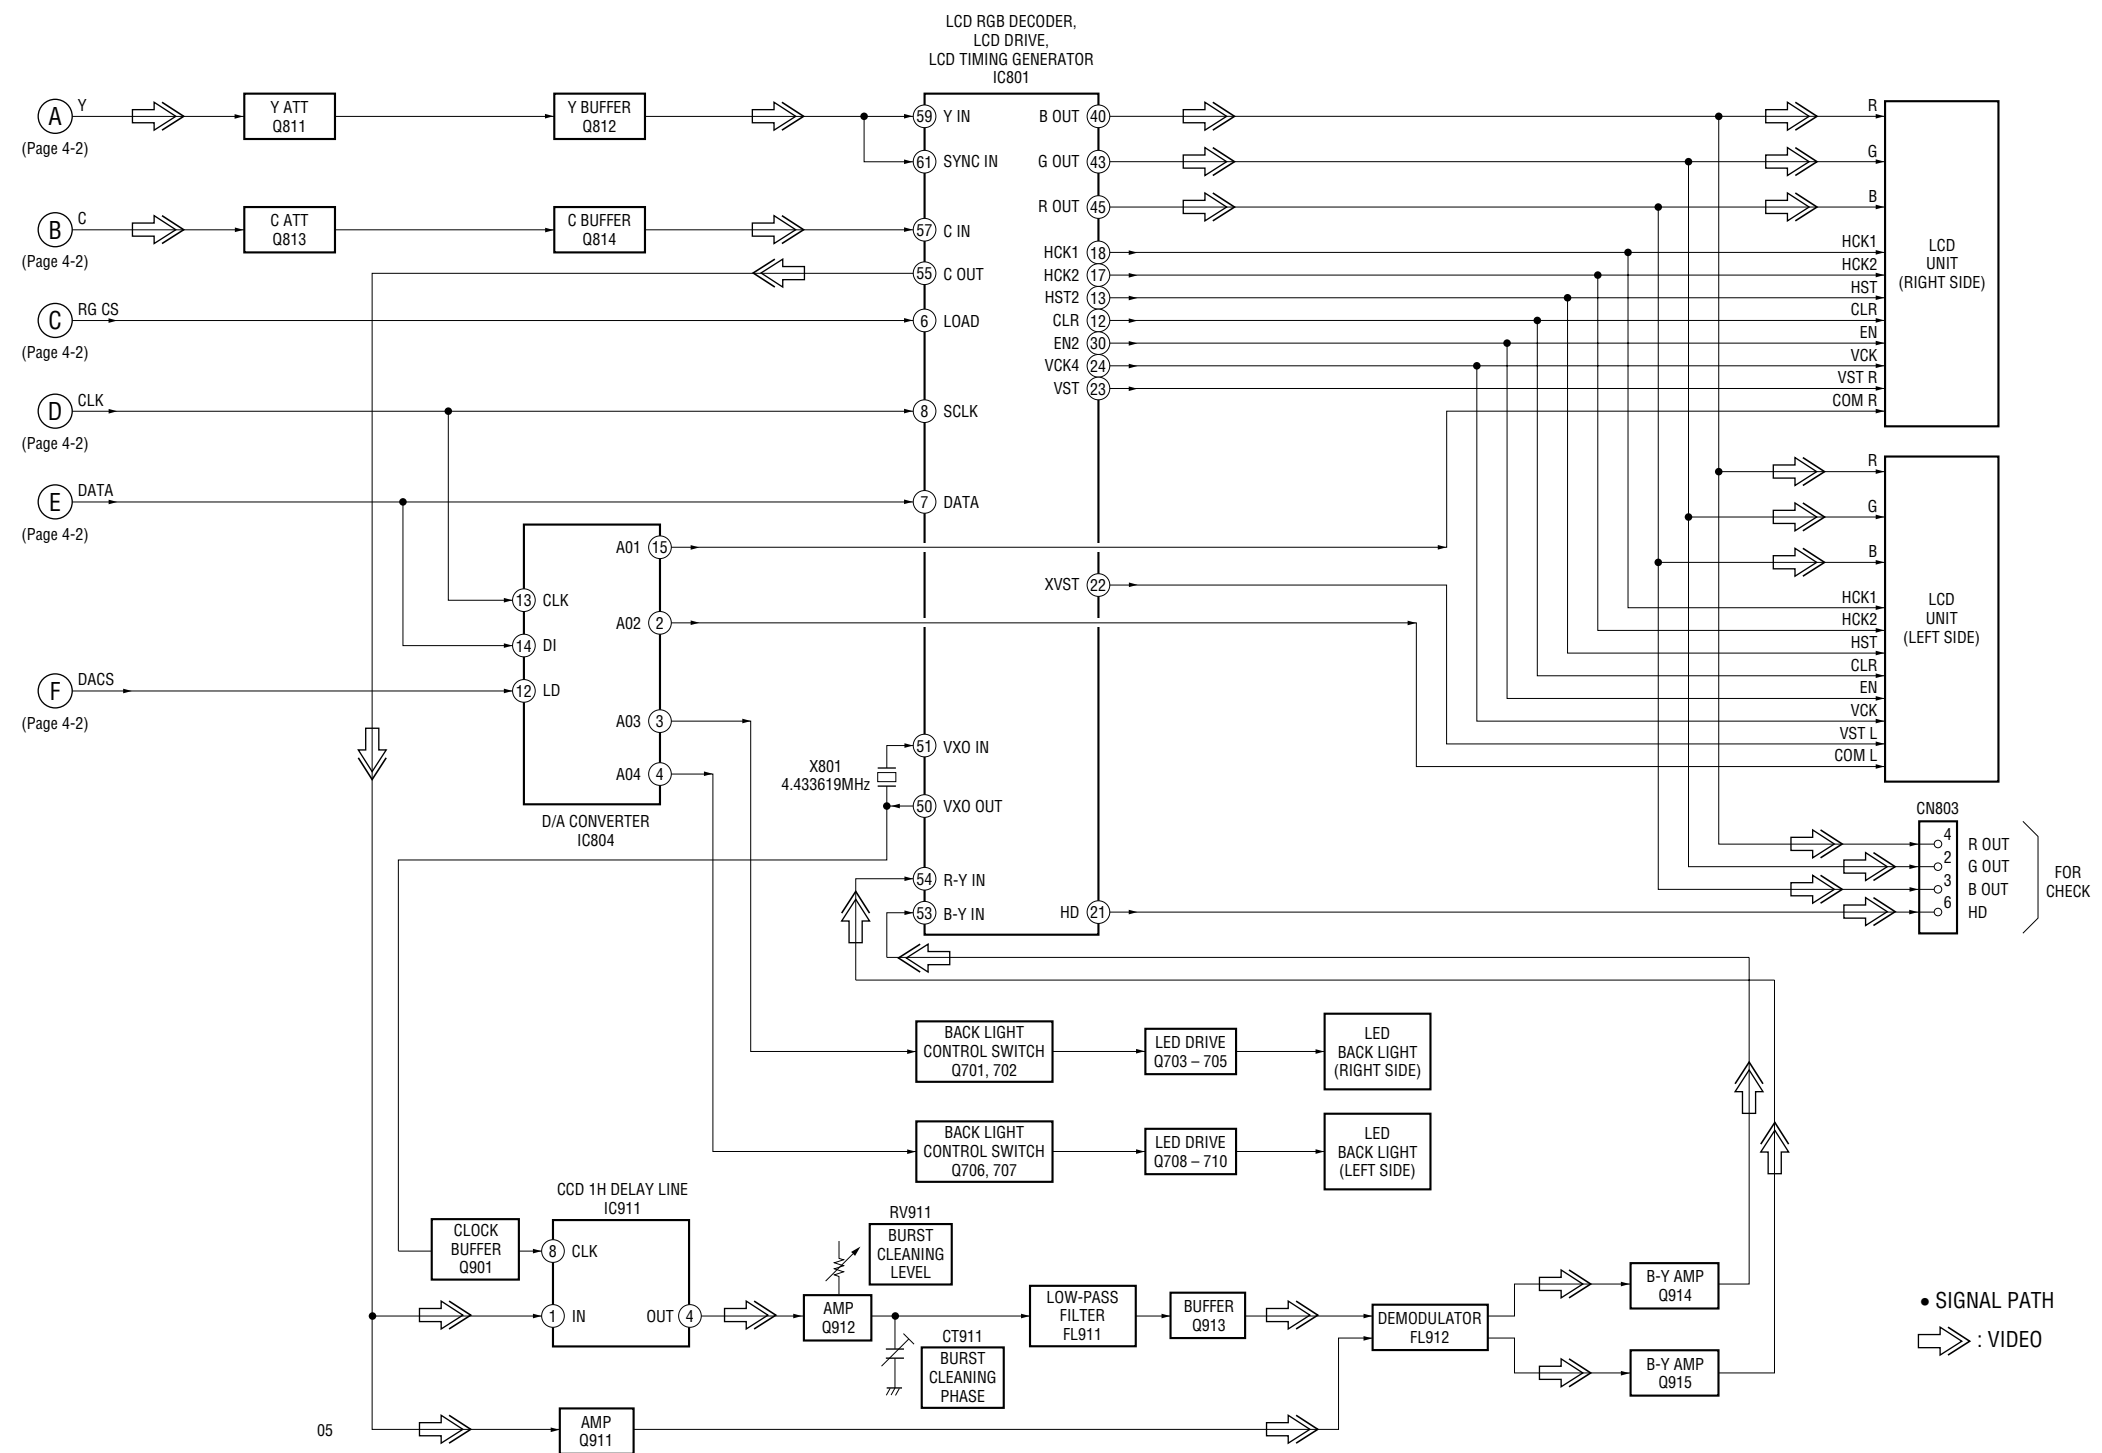 LCD RGB DECODER,
LCD DRIVE,
LCD TIMING GENERATOR
IC801
A
Y
(Page 4-2)
Y ATT
Q811
Y BUFFER
Q812
59 Y IN
61 SYNC IN
B
C
(Page 4-2)
C ATT
Q813
C BUFFER
Q814
57 C IN
55 C OUT
C
RG CS
(Page 4-2)
6 LOAD
D
CLK
(Page 4-2)
8 SCLK
E
DATA
(Page 4-2)
7 DATA
F
DACS
(Page 4-2)
B OUT 40
G OUT 43
R OUT 45
HCK1 18
HCK2 17
HST2 13
CLR 12
EN2 30
VCK4 24
VST 23
XVST 22
HD 21
R
G
B
HCK1
HCK2
HST
CLR
EN
VCK
VST R
COM R
LCD
UNIT
(RIGHT SIDE)
R
G
B
HCK1
HCK2
HST
CLR
EN
VCK
VST L
COM L
LCD
UNIT
(LEFT SIDE)
A01 15
13 CLK
A02 2
14 DI
12 LD
A03 3
A04 4
D/A CONVERTER
IC804
X801
4.433619MHz
51 VXO IN
50 VXO OUT
54 R-Y IN
53 B-Y IN
CN803
4 R OUT
2 G OUT
3 B OUT
6 HD
FOR
CHECK
BACK LIGHT
CONTROL SWITCH
Q701, 702
LED DRIVE
Q703 – 705
LED
BACK LIGHT
(RIGHT SIDE)
BACK LIGHT
CONTROL SWITCH
Q706, 707
LED DRIVE
Q708 – 710
LED
BACK LIGHT
(LEFT SIDE)
CCD 1H DELAY LINE
IC911
CLOCK
BUFFER
Q901
8 CLK
1 IN
OUT 4
RV911
BURST
CLEANING
LEVEL
AMP
Q912
CT911
BURST
CLEANING
PHASE
LOW-PASS
FILTER
FL911
BUFFER
Q913
DEMODULATOR
FL912
B-Y AMP
Q914
B-Y AMP
Q915
• SIGNAL PATH
: VIDEO
05
AMP
Q911